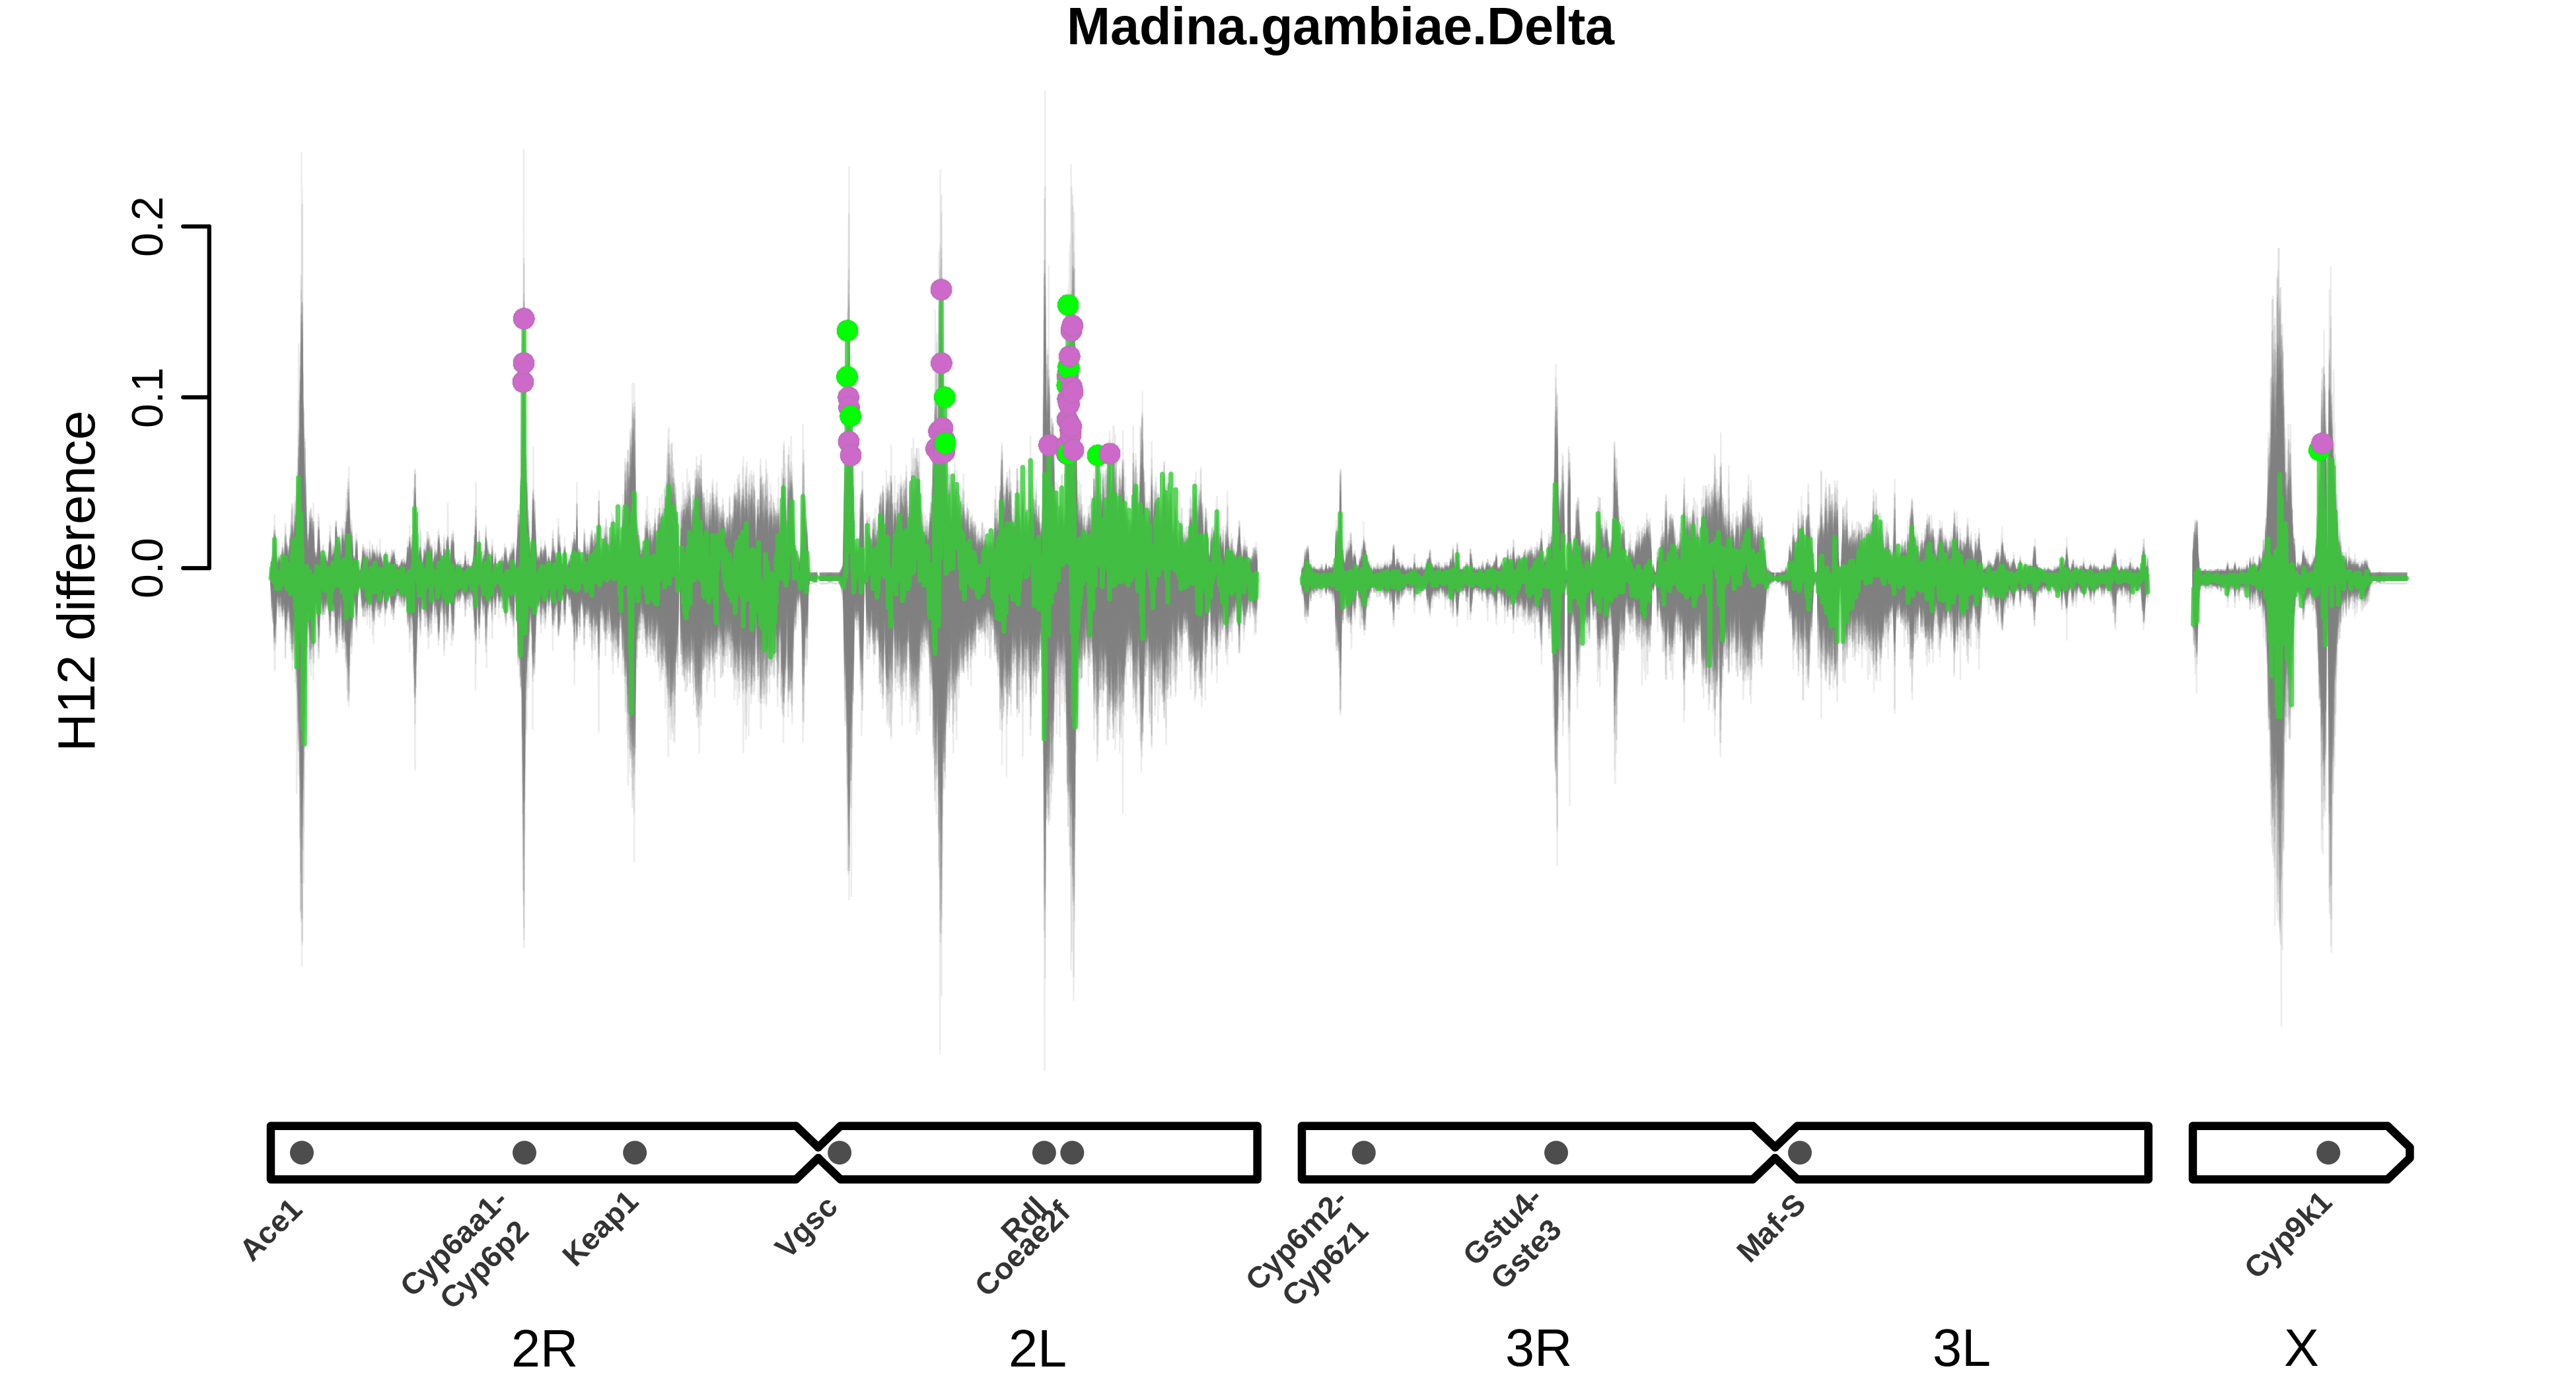 Madina.gambiae.Delta
H12 difference
0.2
0.1
0.0
Ace1
Cyp6aa1-
Cyp6p2
Keap1
Vgsc
Rdl
Coeae2f
Cyp6m2-
Cyp6z1
Gstu4-
Gste3
Maf-S
Cyp9k1
2R
2L
3R
3L
X